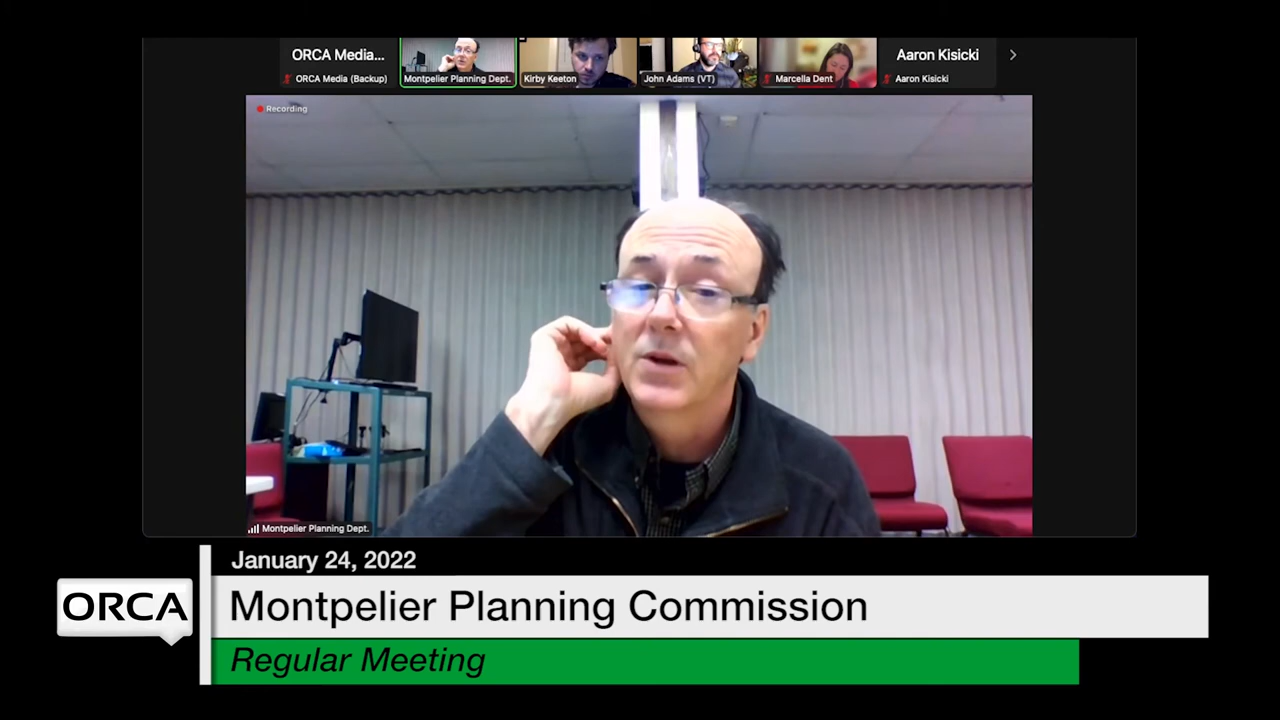 ORCA Media...
ORCA Media (Backup)
Montpelier Planning Dept.
Kirby Keeton
John Adams (VT)
Marcella Dent
Aaron Kisicki
Aaron Kisicki
Recording
Montpelier Planning Dept.
January 24, 2022
ORCA
Montpelier Planning Commission
Regular Meeting